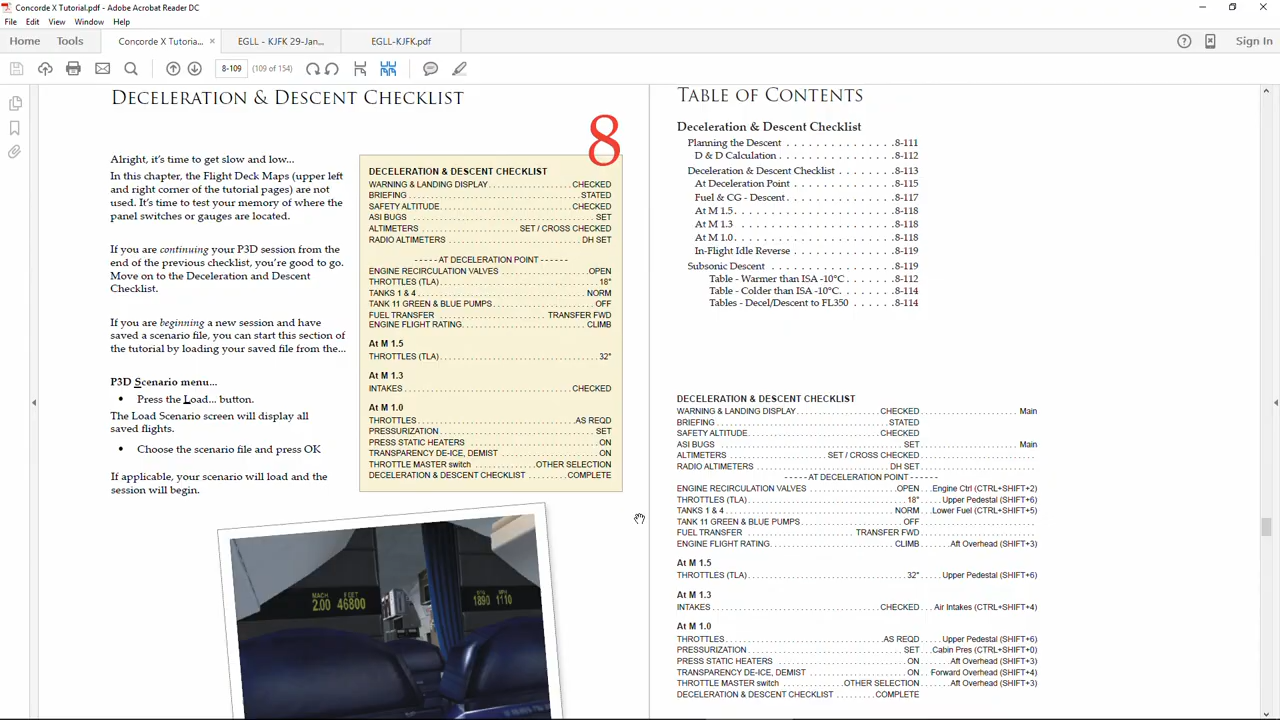 Concorde X Tutorial.pdf - Adobe Acrobat Reader DC
File Edit View Window Help
Home Tools Concorde X Tutoria... × EGLL - KJFK 29-Jan... EGLL-KJFK.pdf Sign In
8-109 (109 of 154)
DECELERATION & DESCENT CHECKLIST
8
Alright, it's time to get slow and low...
In this chapter, the Flight Deck Maps (upper left
and right corner of the tutorial pages) are not
used. It's time to test your memory of where the
panel switches or gauges are located.
If you are continuing your P3D session from the
end of the previous checklist, you're good to go.
Move on to the Deceleration and Descent
Checklist.
If you are beginning a new session and have
saved a scenario file, you can start this section of
the tutorial by loading your saved file from the...
P3D Scenario menu...
• Press the Load... button.
The Load Scenario screen will display all
saved flights.
• Choose the scenario file and press OK
If applicable, your scenario will load and the
session will begin.
DECELERATION & DESCENT CHECKLIST
WARNING & LANDING DISPLAY . . . . . . . . . . . . . . . . CHECKED
BRIEFING . . . . . . . . . . . . . . . . STATED
SAFETY ALTITUDE . . . . . . . . . . . . . . . . CHECKED
ASI BUGS . . . . . . . . . . . . . . . . SET
ALTIMETERS . . . . . . . . . . . . . . . . SET / CROSS CHECKED
RADIO ALTIMETERS . . . . . . . . . . . . . . . . DH SET
-----AT DECELERATION POINT------
ENGINE RECIRCULATION VALVES . . . . . . . . . . . . . . . . OPEN
THROTTLES (TLA) . . . . . . . . . . . . . . . . 18°
TANKS 1 & 4 . . . . . . . . . . . . . . . . NORM
TANK 11 GREEN & BLUE PUMPS . . . . . . . . . . . . . . . . OFF
FUEL TRANSFER . . . . . . . . . . . . . . . . TRANSFER FWD
ENGINE FLIGHT RATING . . . . . . . . . . . . . . . . CLIMB
At M 1.5
THROTTLES (TLA) . . . . . . . . . . . . . . . . 32°
At M 1.3
INTAKES . . . . . . . . . . . . . . . . CHECKED
At M 1.0
THROTTLES . . . . . . . . . . . . . . . . AS REQD
PRESSURIZATION . . . . . . . . . . . . . . . . SET
PRESS STATIC HEATERS . . . . . . . . . . . . . . . . ON
TRANSPARENCY DE-ICE, DEMIST . . . . . . . . . . . . . . . . ON
THROTTLE MASTER switch . . . . . . . . . . . . . . . . OTHER SELECTION
DECELERATION & DESCENT CHECKLIST . . . . . . . . COMPLETE
MACH FEET
2.00 46800
1890 1110
TABLE OF CONTENTS
Deceleration & Descent Checklist
Planning the Descent . . . . . . . . . . . . . . . . 8-111
D & D Calculation . . . . . . . . . . . . . . . . 8-112
Deceleration & Descent Checklist . . . . . . . . . . 8-113
At Deceleration Point . . . . . . . . . . . . . . . . 8-115
Fuel & CG - Descent . . . . . . . . . . . . . . . . 8-117
At M 1.5 . . . . . . . . . . . . . . . . 8-118
At M 1.3 . . . . . . . . . . . . . . . . 8-118
At M 1.0 . . . . . . . . . . . . . . . . 8-118
In-Flight Idle Reverse . . . . . . . . . . . . . . . . 8-119
Subsonic Descent . . . . . . . . . . . . . . . . 8-119
Table - Warmer than ISA -10°C . . . . . . . . 8-112
Table - Colder than ISA -10°C . . . . . . . . 8-114
Tables - Decel/Descent to FL350 . . . . . . . 8-114
DECELERATION & DESCENT CHECKLIST
WARNING & LANDING DISPLAY . . . . . . . . CHECKED . . . . . . . . Main
BRIEFING . . . . . . . . STATED
SAFETY ALTITUDE . . . . . . . . CHECKED
ASI BUGS . . . . . . . . SET . . . . . . . . Main
ALTIMETERS . . . . . . . . SET / CROSS CHECKED . . . . . . . .
RADIO ALTIMETERS . . . . . . . . DH SET . . . . . . . .
-----AT DECELERATION POINT------
ENGINE RECIRCULATION VALVES . . . . . . . . OPEN . . . Engine Ctrl (CTRL+SHIFT+2)
THROTTLES (TLA) . . . . . . . . 18° . . . . . Upper Pedestal (SHIFT+6)
TANKS 1 & 4 . . . . . . . . NORM . . . Lower Fuel (CTRL+SHIFT+5)
TANK 11 GREEN & BLUE PUMPS . . . . . . . . OFF . . . . . . . .
FUEL TRANSFER . . . . . . . . TRANSFER FWD . . . . . . . .
ENGINE FLIGHT RATING . . . . . . . . CLIMB . . . . . . Aft Overhead (SHIFT+3)
At M 1.5
THROTTLES (TLA) . . . . . . . . 32° . . . . . Upper Pedestal (SHIFT+6)
At M 1.3
INTAKES . . . . . . . . CHECKED . . . Air Intakes (CTRL+SHIFT+4)
At M 1.0
THROTTLES . . . . . . . . AS REQD . . . . . Upper Pedestal (SHIFT+6)
PRESSURIZATION . . . . . . . . SET . . . Cabin Pres (CTRL+SHIFT+0)
PRESS STATIC HEATERS . . . . . . . . ON . . . . . . Aft Overhead (SHIFT+3)
TRANSPARENCY DE-ICE, DEMIST . . . . . . . . ON . . Forward Overhead (SHIFT+4)
THROTTLE MASTER switch . . . . . . . . OTHER SELECTION . . . . . . Aft Overhead (SHIFT+3)
DECELERATION & DESCENT CHECKLIST . . . . . . . . COMPLETE